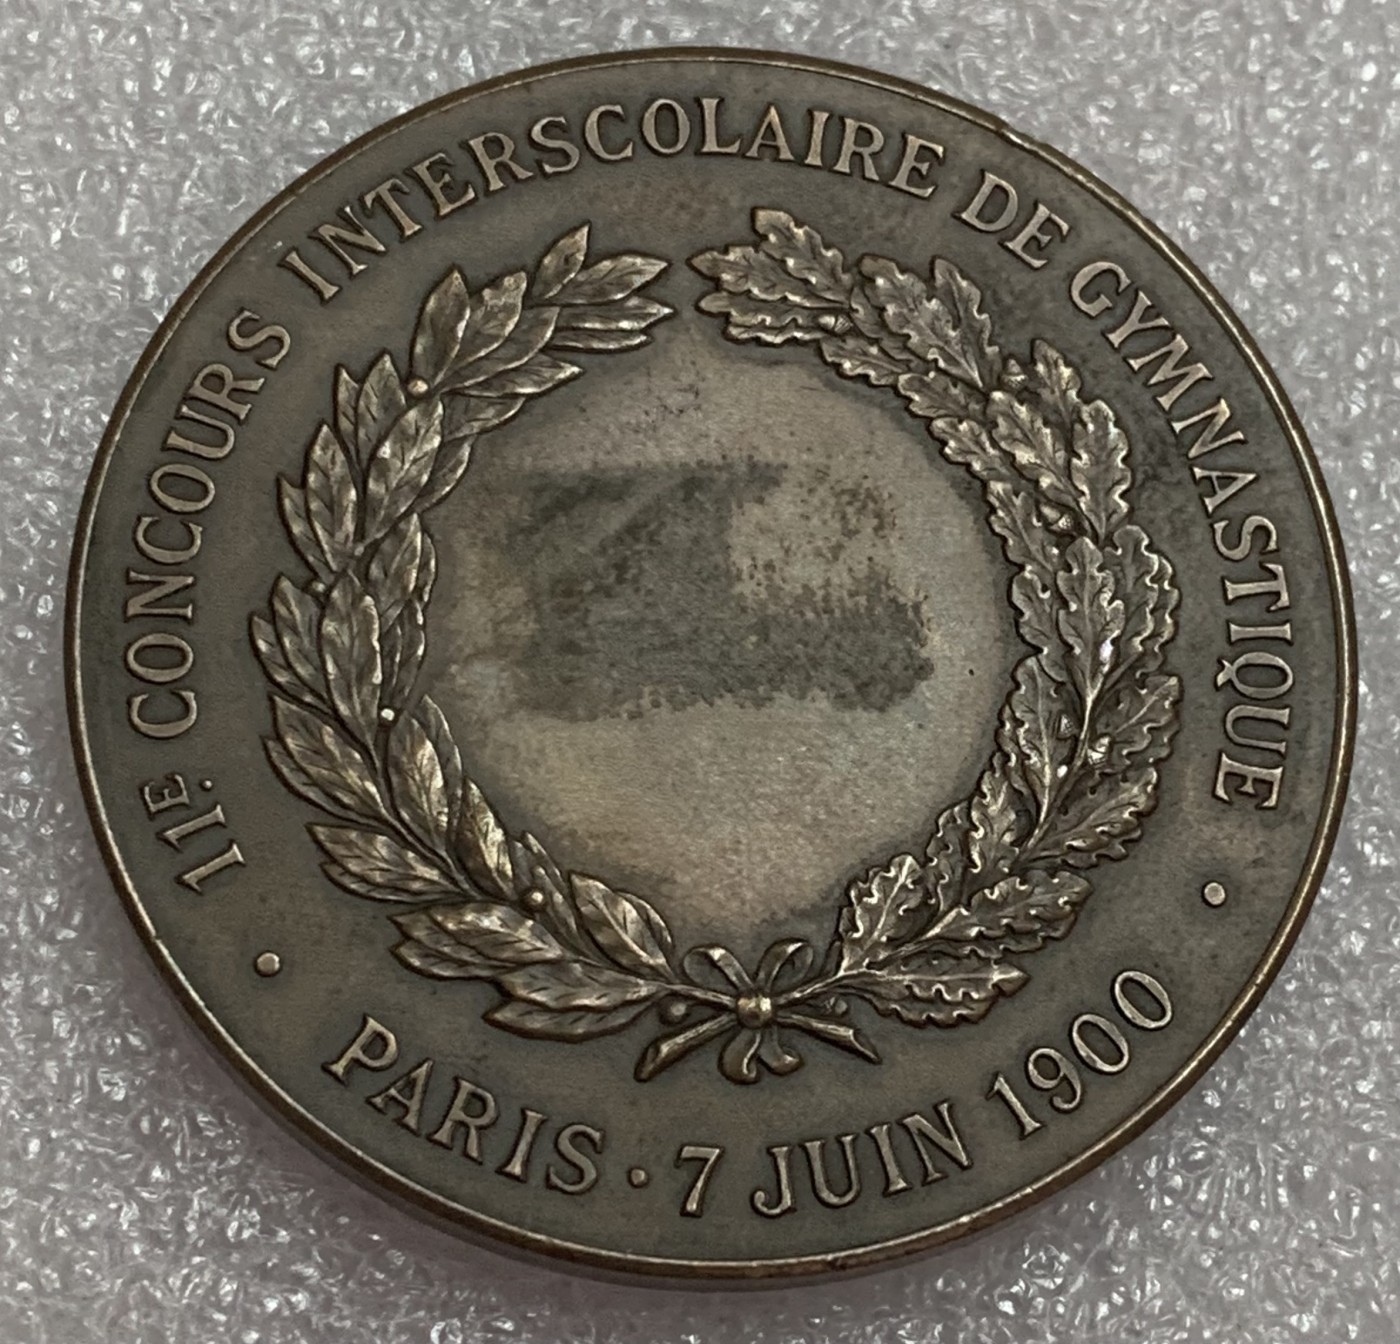 11E. CONCOURS INTERSCOLAIRE DE GYMNASTIQUE
PARIS · 7 JUIN 1900